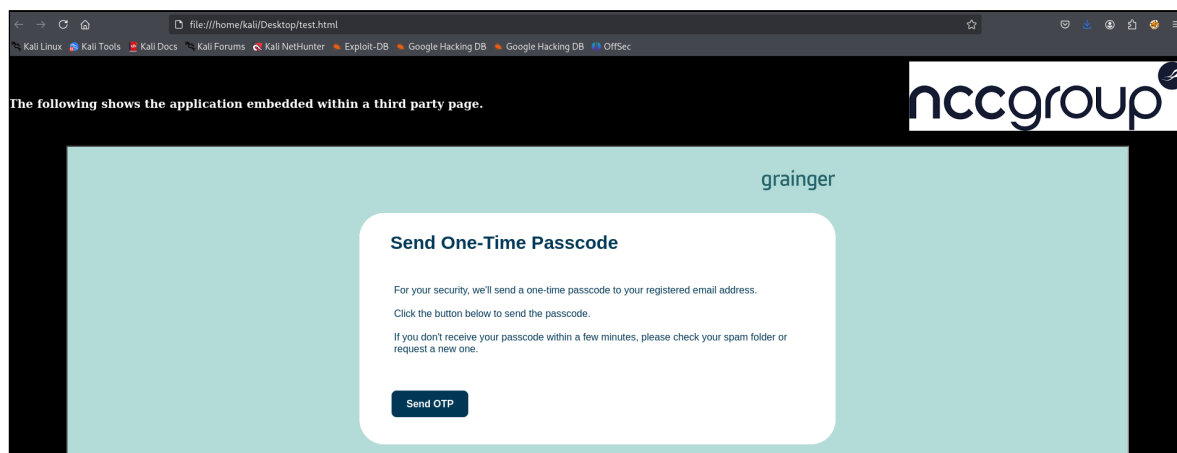 file:///home/kali/Desktop/test.html
Kali Linux Kali Tools Kali Docs Kali Forums Kali NetHunter Exploit-DB Google Hacking DB Google Hacking DB OffSec
The following shows the application embedded within a third party page.
nccgroup
grainger
Send One-Time Passcode
For your security, we'll send a one-time passcode to your registered email address.
Click the button below to send the passcode.
If you don't receive your passcode within a few minutes, please check your spam folder or
request a new one.
Send OTP